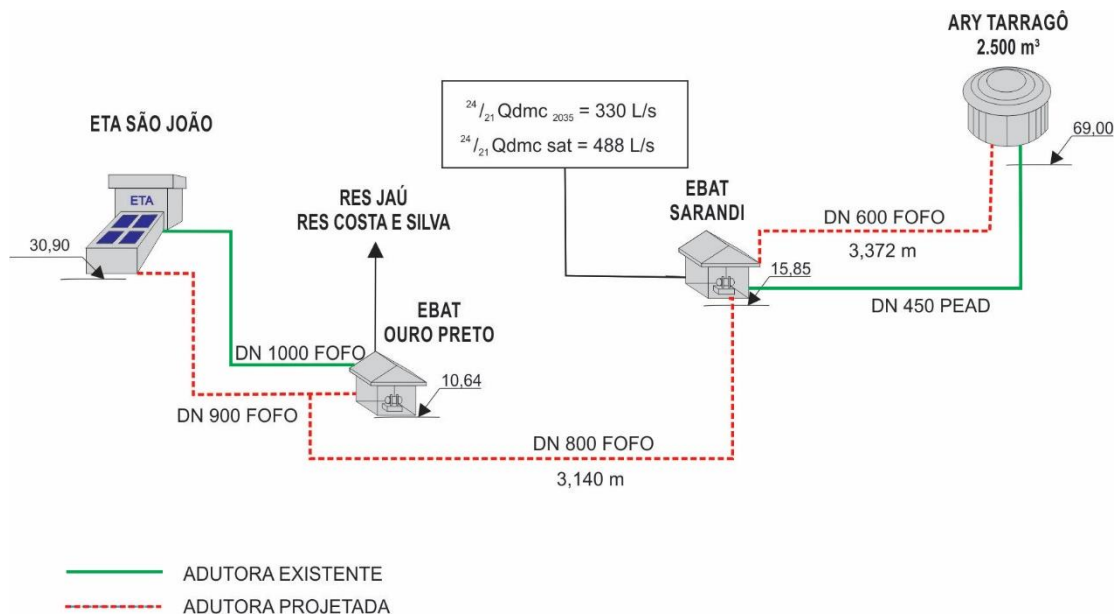 ARY TARRAGÔ
2.500 m³
²⁴/₂₁ Qdmc ₂₀₃₅ = 330 L/s
²⁴/₂₁ Qdmc sat = 488 L/s
ETA SÃO JOÃO
69,00
ETA
RES JAÚ
RES COSTA E SILVA
EBAT
SARANDI
DN 600 FOFO
3,372 m
30,90
15,85
DN 450 PEAD
EBAT
OURO PRETO
DN 1000 FOFO
10,64
DN 900 FOFO
DN 800 FOFO
3,140 m
ADUTORA EXISTENTE
ADUTORA PROJETADA